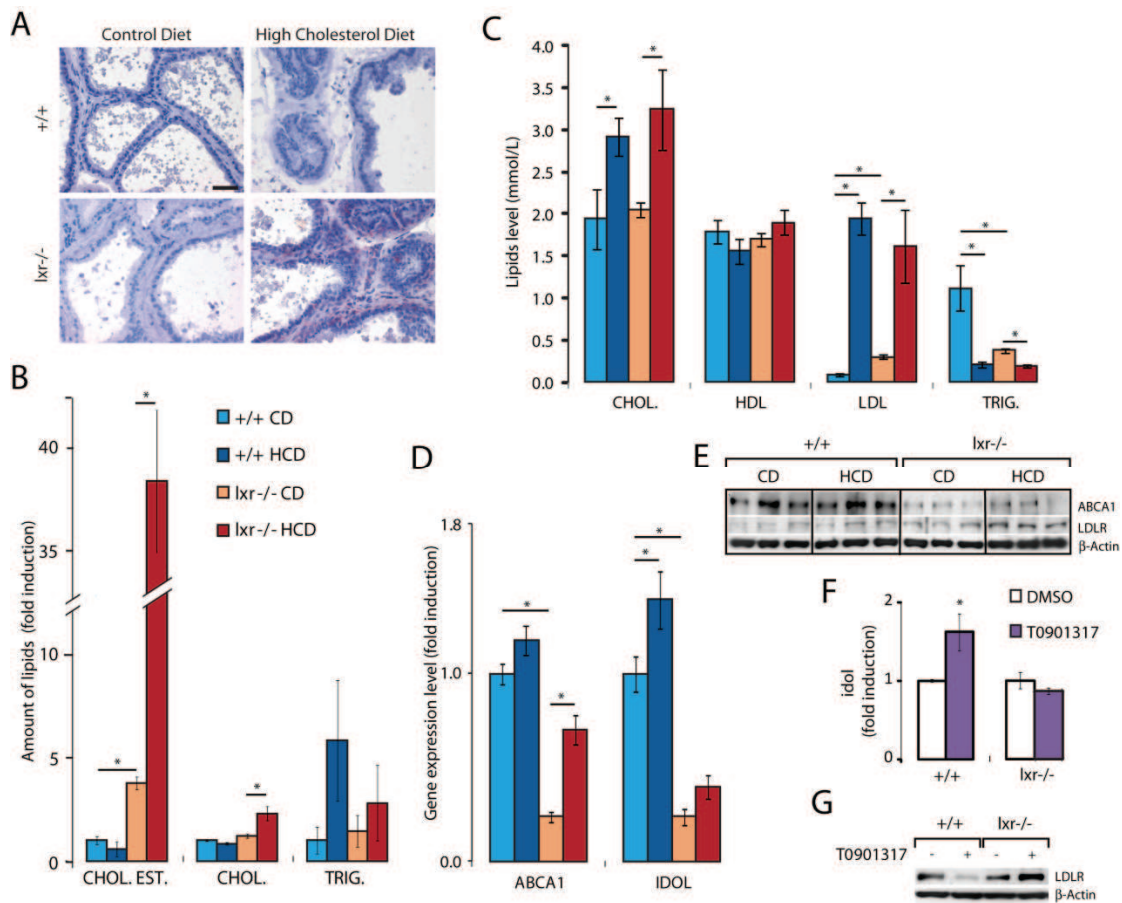 A
Control Diet
High Cholesterol Diet
+/+
lxr-/-
B
Amount of lipids (fold induction)
40
35
10
5
0
+/+ CD
+/+ HCD
lxr-/- CD
lxr-/- HCD
*
*
*
CHOL. EST.
CHOL.
TRIG.
C
Lipids level (mmol/L)
4.0
3.5
3.0
2.5
2.0
1.5
1.0
0.5
0.0
*
*
*
*
*
*
*
*
CHOL.
HDL
LDL
TRIG.
D
Gene expression level (fold induction)
1.8
1.0
0.0
*
*
*
*
ABCA1
IDOL
E
+/+
lxr-/-
CD
HCD
CD
HCD
ABCA1
LDLR
β-Actin
F
idol
(fold induction)
2
1
0
*
DMSO
T0901317
+/+
lxr-/-
G
+/+
lxr-/-
T0901317
-
+
-
+
LDLR
β-Actin